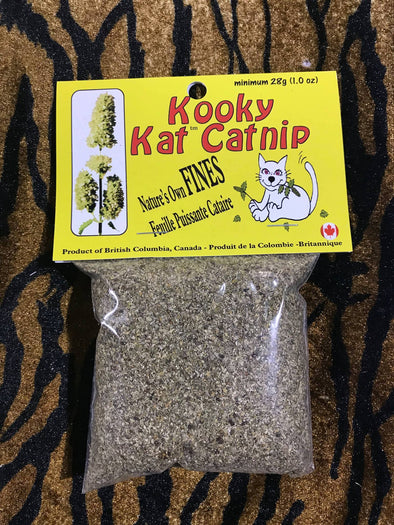 minimum 28g (1.0 oz)
Kooky
Kat™ Catnip
Nature's Own FINES
Feuille Puissante Cataire
Product of British Columbia, Canada - Produit de la Colombie -Britannique